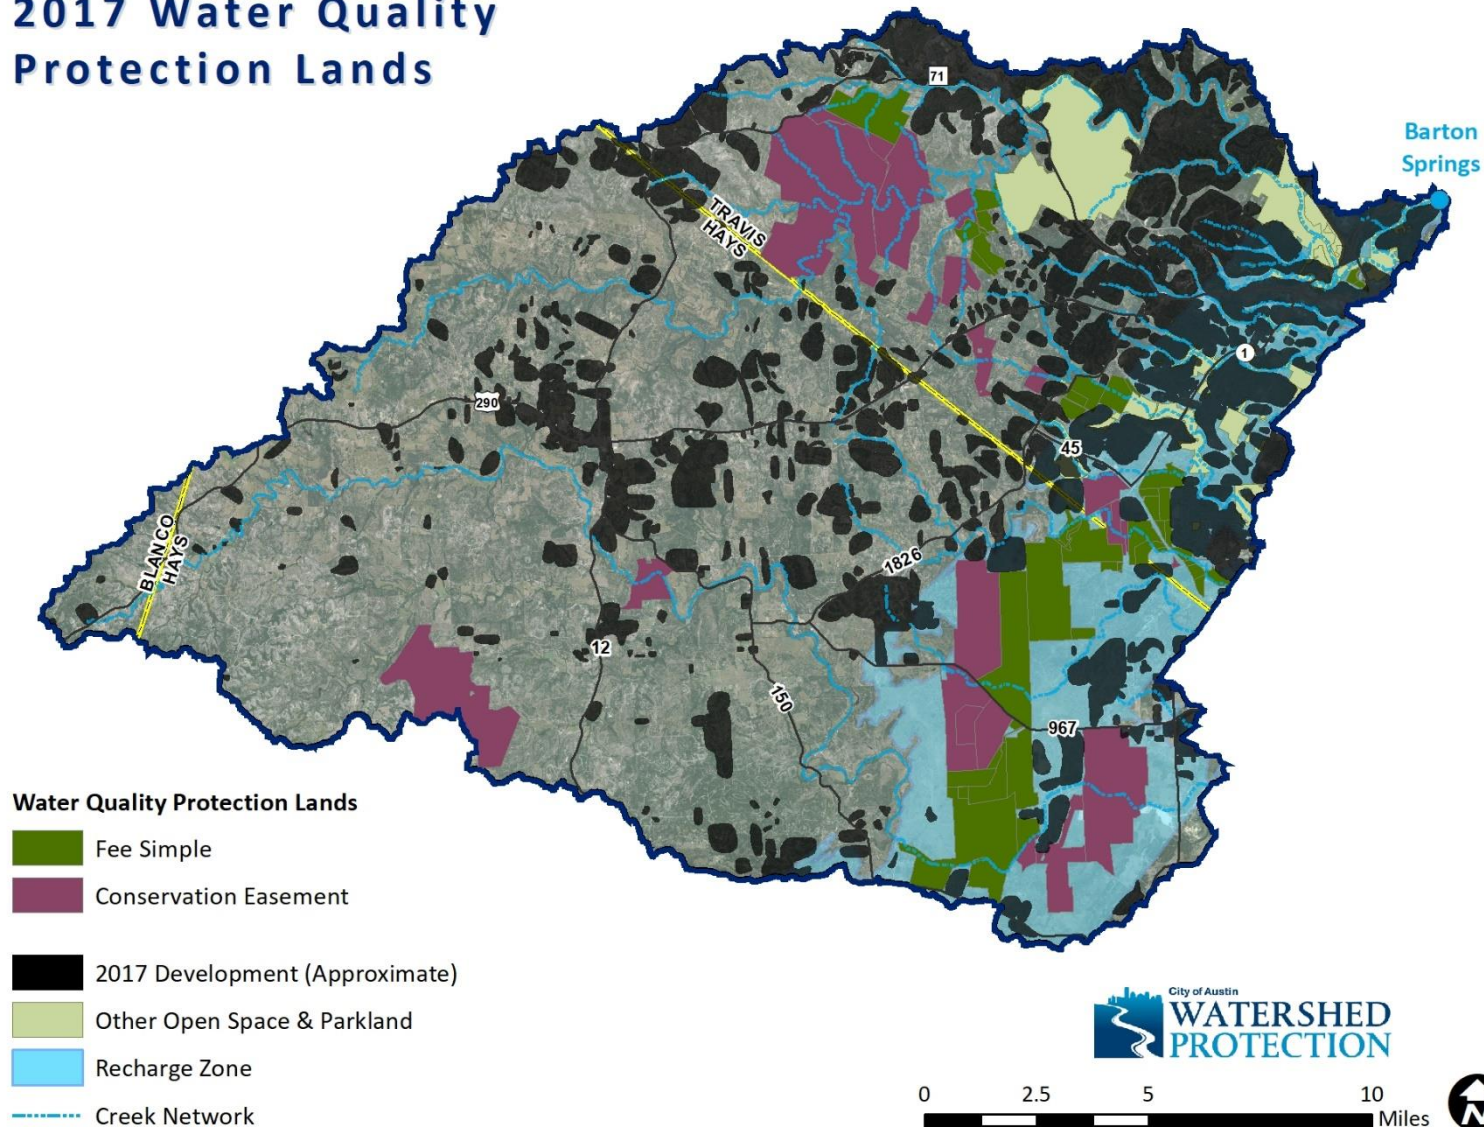 2017 Water Quality
Protection Lands
71
Barton
Springs
TRAVIS
HAYS
1
290
45
BLANCO
HAYS
1826
12
150
967
Water Quality Protection Lands
Fee Simple
Conservation Easement
2017 Development (Approximate)
Other Open Space & Parkland
Recharge Zone
Creek Network
City of Austin
WATERSHED
PROTECTION
0 2.5 5 10
Miles
N